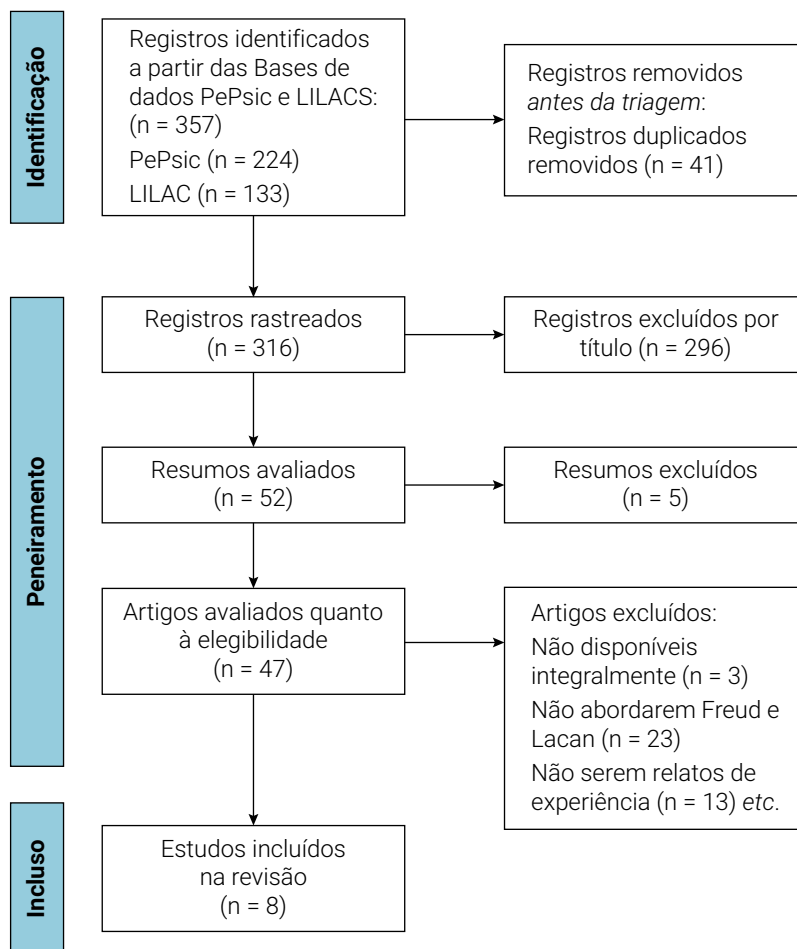 Identificação
Registros identificados
a partir das Bases de
dados PePsic e LILACS:
(n = 357)
PePsic (n = 224)
LILAC (n = 133)
Registros removidos
antes da triagem:
Registros duplicados
removidos (n = 41)
Peneiramento
Registros rastreados
(n = 316)
Registros excluídos por
título (n = 296)
Resumos avaliados
(n = 52)
Resumos excluídos
(n = 5)
Artigos avaliados quanto
à elegibilidade
(n = 47)
Artigos excluídos:
Não disponíveis
integralmente (n = 3)
Não abordarem Freud e
Lacan (n = 23)
Não serem relatos de
experiência (n = 13) etc.
Incluso
Estudos incluídos
na revisão
(n = 8)